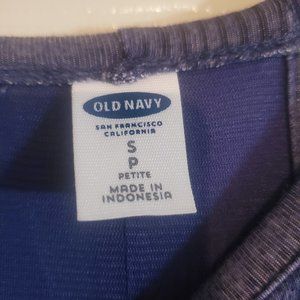 OLD NAVY
SAN FRANCISCO
CALIFORNIA
S
P
PETITE
MADE IN
INDONESIA